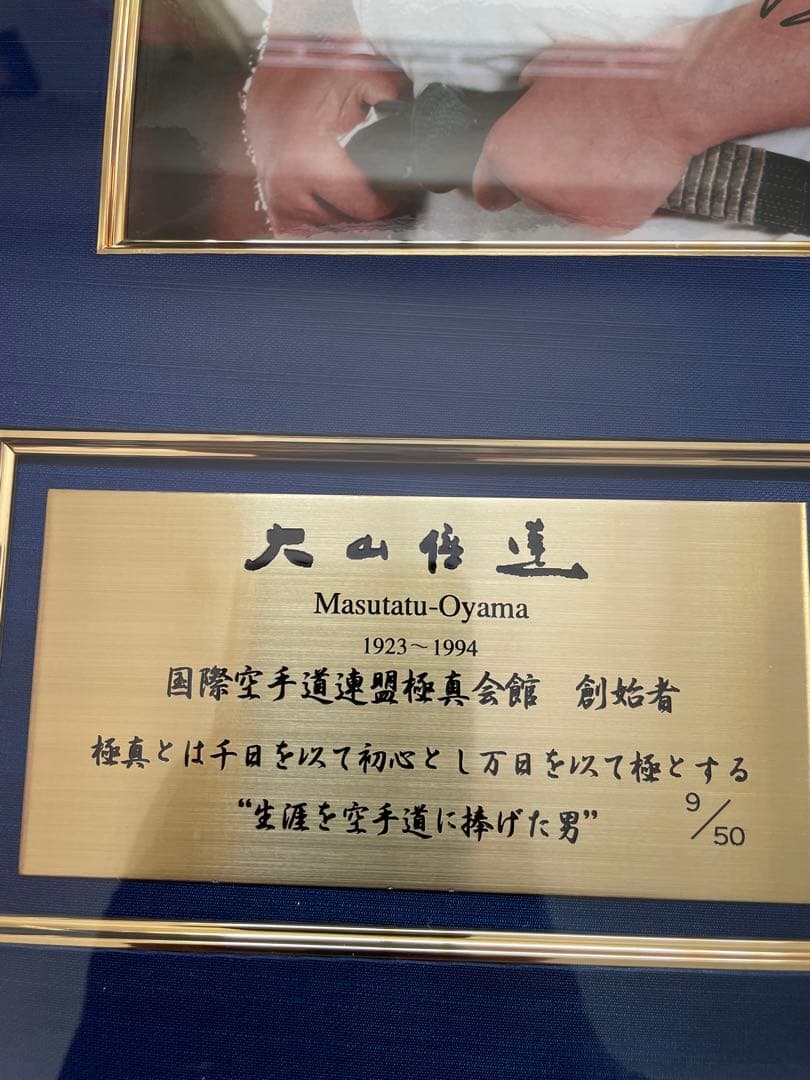 大山倍達
Masutatu-Oyama
1923～1994
国際空手道連盟極真会館　創始者
極真とは千日を以て初心とし万日を以て極とする
“生涯を空手道に捧げた男”
9/50